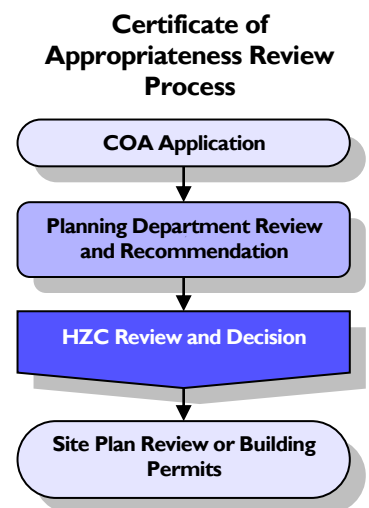 Certificate of
Appropriateness Review
Process
COA Application
Planning Department Review
and Recommendation
HZC Review and Decision
Site Plan Review or Building
Permits